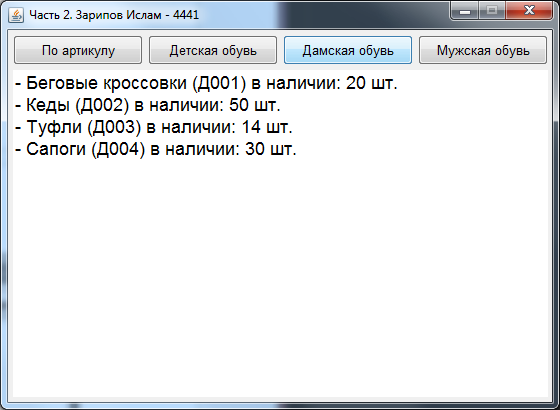 Часть 2. Зарипов Ислам - 4441
По артикулу Детская обувь Дамская обувь Мужская обувь
- Беговые кроссовки (Д001) в наличии: 20 шт.
- Кеды (Д002) в наличии: 50 шт.
- Туфли (Д003) в наличии: 14 шт.
- Сапоги (Д004) в наличии: 30 шт.